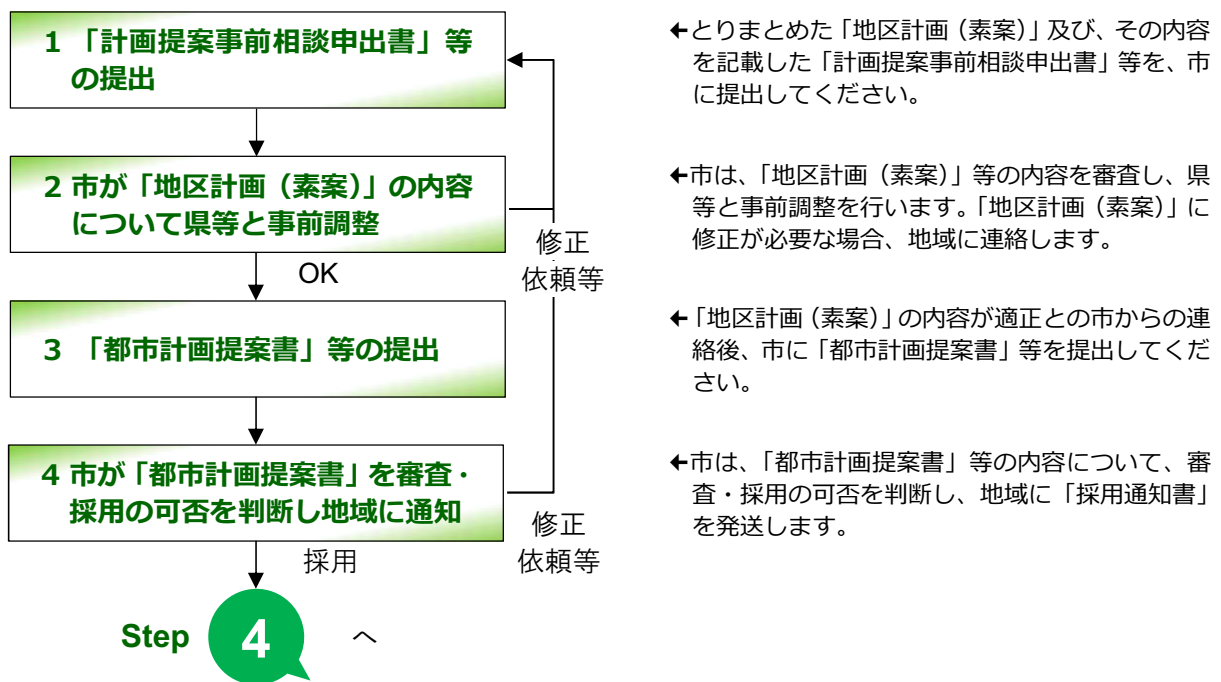 1 「計画提案事前相談申出書」等
の提出
←とりまとめた「地区計画（素案）」及び、その内容
を記載した「計画提案事前相談申出書」等を、市
に提出してください。
2 市が「地区計画（素案）」の内容
について県等と事前調整
←市は、「地区計画（素案）」等の内容を審査し、県
等と事前調整を行います。「地区計画（素案）」に
修正が必要な場合、地域に連絡します。
修正
依頼等
OK
3 「都市計画提案書」等の提出
←「地区計画（素案）」の内容が適正との市からの連
絡後、市に「都市計画提案書」等を提出してくだ
さい。
4 市が「都市計画提案書」を審査・
採用の可否を判断し地域に通知
←市は、「都市計画提案書」等の内容について、審
査・採用の可否を判断し、地域に「採用通知書」
を発送します。
修正
依頼等
採用
Step 4 へ